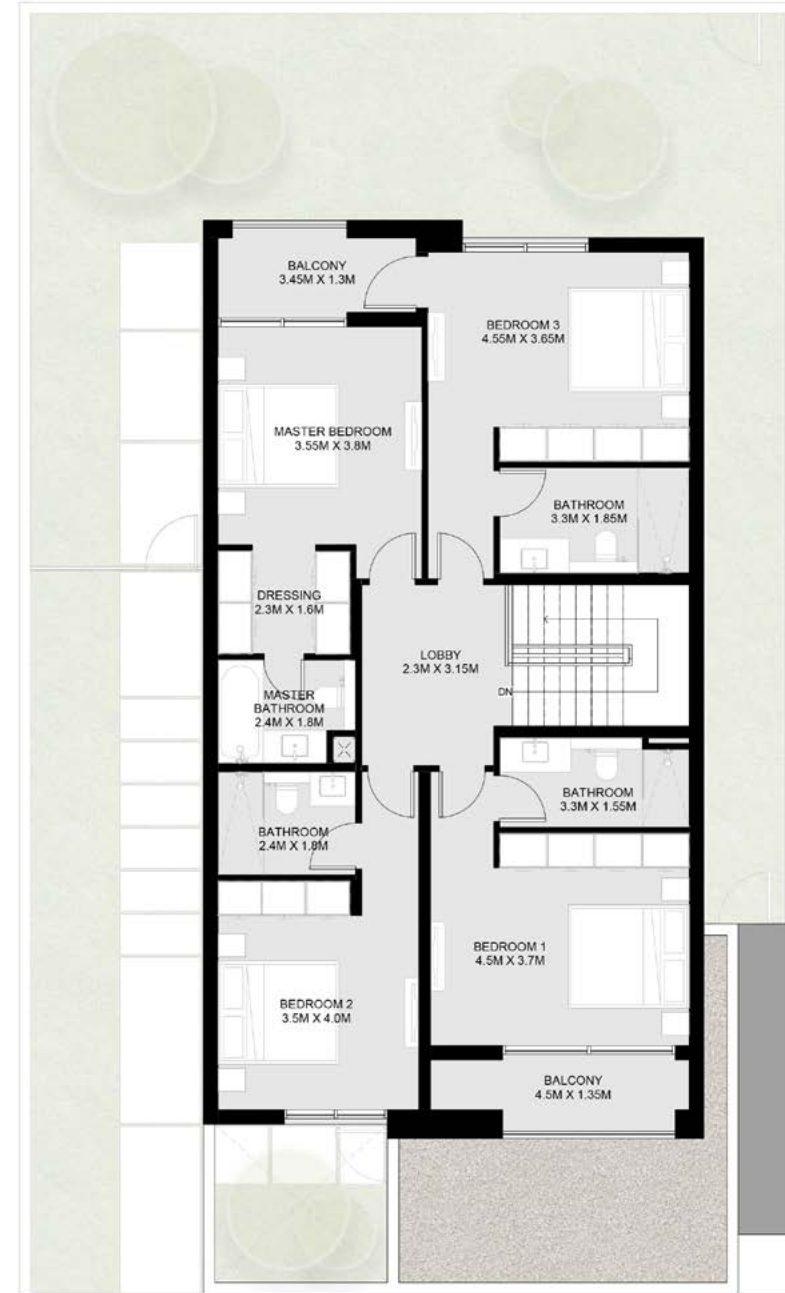 BALCONY
3.45M X 1.3M
BEDROOM 3
4.55M X 3.65M
MASTER BEDROOM
3.55M X 3.8M
BATHROOM
3.3M X 1.85M
DRESSING
2.3M X 1.6M
LOBBY
2.3M X 3.15M
DN
MASTER
BATHROOM
2.4M X 1.8M
BATHROOM
3.3M X 1.55M
BATHROOM
2.4M X 1.8M
BEDROOM 1
4.5M X 3.7M
BEDROOM 2
3.5M X 4.0M
BALCONY
4.5M X 1.35M